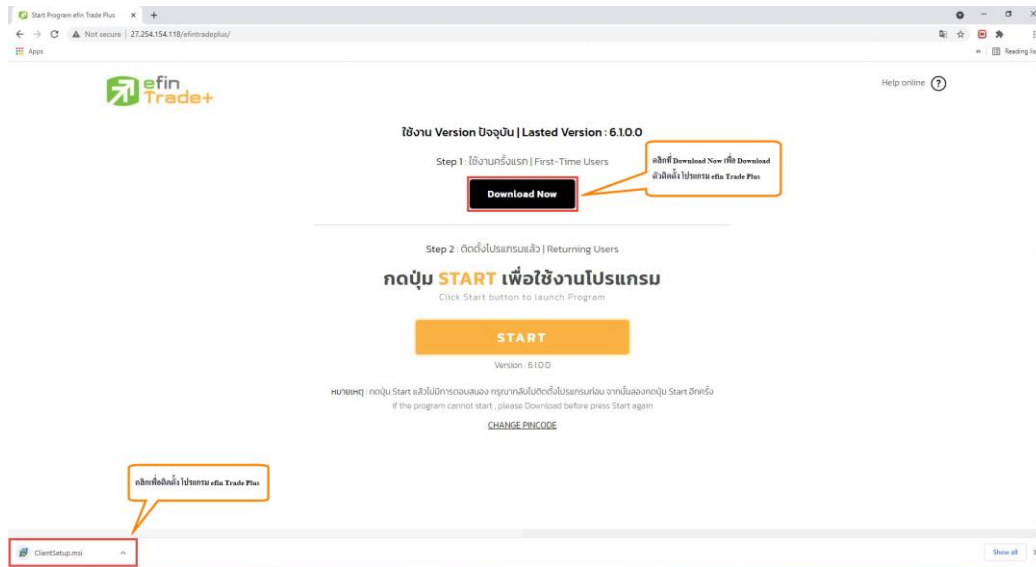 Start Program efin Trade Plus
Not secure | 27.254.154.118/efintradeplus/
Apps
Reading lis
efin
Trade+
Help online ?
ใช้งาน Version ปัจจุบัน | Lasted Version : 6.1.0.0
Step 1 : ใช้งานครั้งแรก | First-Time Users
คลิกที่ Download Now เพื่อ Download
ตัวติดตั้งโปรแกรม efin Trade Plus
Download Now
Step 2 : ติดตั้งโปรแกรมแล้ว | Returning Users
กดปุ่ม START เพื่อใช้งานโปรแกรม
Click Start button to launch Program
START
Version : 6.1.0.0
หมายเหตุ : กดปุ่ม Start แล้วไม่มีการตอบสนอง กรุณากลับไปติดตั้งโปรแกรมก่อน จากนั้นลองกดปุ่ม Start อีกครั้ง
If the program cannot start , please Download before press Start again
CHANGE PINCODE
คลิกเพื่อติดตั้งโปรแกรม efin Trade Plus
ClientSetup.msi
Show all